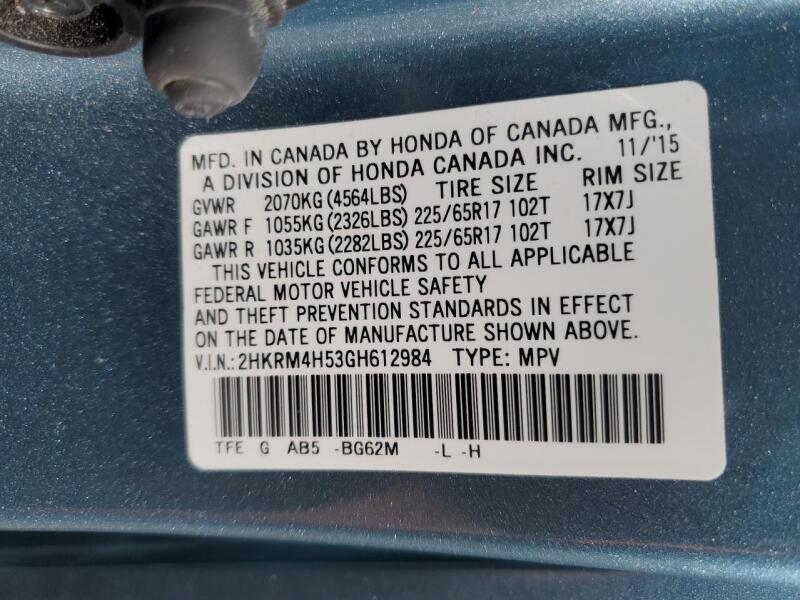 MFD. IN CANADA BY HONDA OF CANADA MFG.,
A DIVISION OF HONDA CANADA INC. 11/'15
GVWR 2070KG (4564LBS) TIRE SIZE RIM SIZE
GAWR F 1055KG (2326LBS) 225/65R17 102T 17X7J
GAWR R 1035KG (2282LBS) 225/65R17 102T 17X7J
THIS VEHICLE CONFORMS TO ALL APPLICABLE
FEDERAL MOTOR VEHICLE SAFETY
AND THEFT PREVENTION STANDARDS IN EFFECT
ON THE DATE OF MANUFACTURE SHOWN ABOVE.
V.I.N.: 2HKRM4H53GH612984 TYPE: MPV
TFE G AB5 -BG62M -L -H